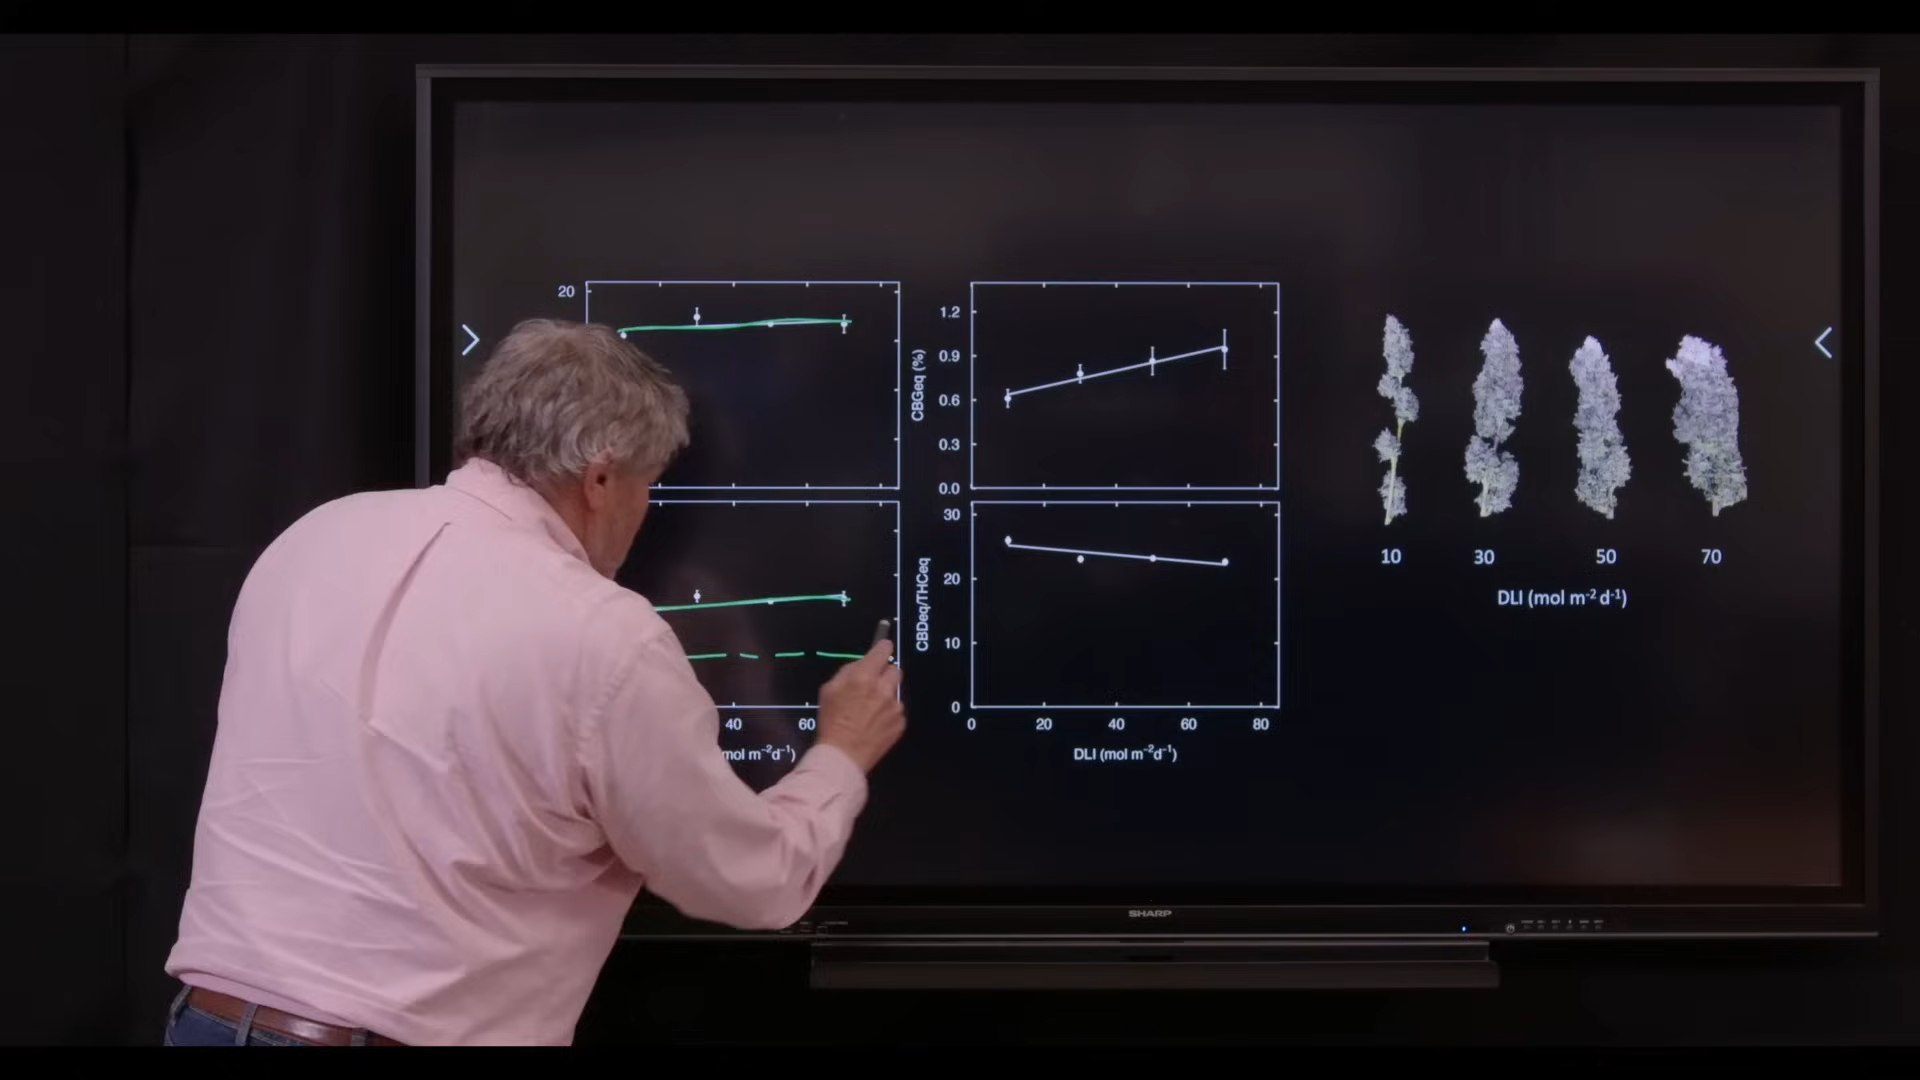 20
CBGeq (%)
1.2
0.9
0.6
0.3
0.0
CBDeq/THCeq
30
20
10
0
40 60
mol m⁻²d⁻¹)
0 20 40 60 80
DLI (mol m⁻²d⁻¹)
10 30 50 70
DLI (mol m⁻² d⁻¹)
SHARP